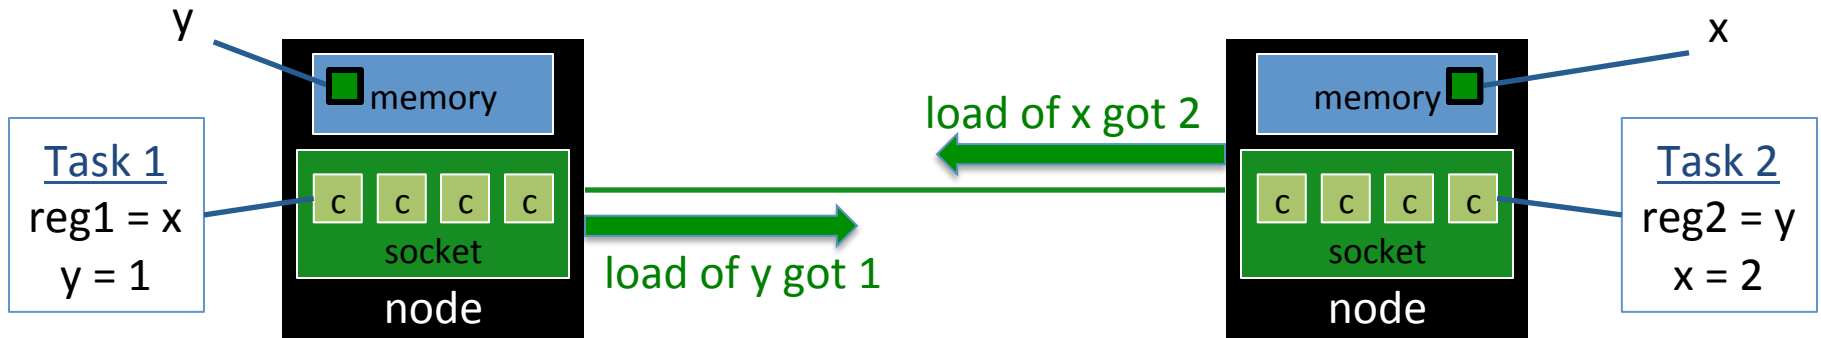 y
memory
Task 1
reg1 = x
y = 1
c c c c
socket
node
load of x got 2
load of y got 1
x
memory
c c c c
socket
node
Task 2
reg2 = y
x = 2